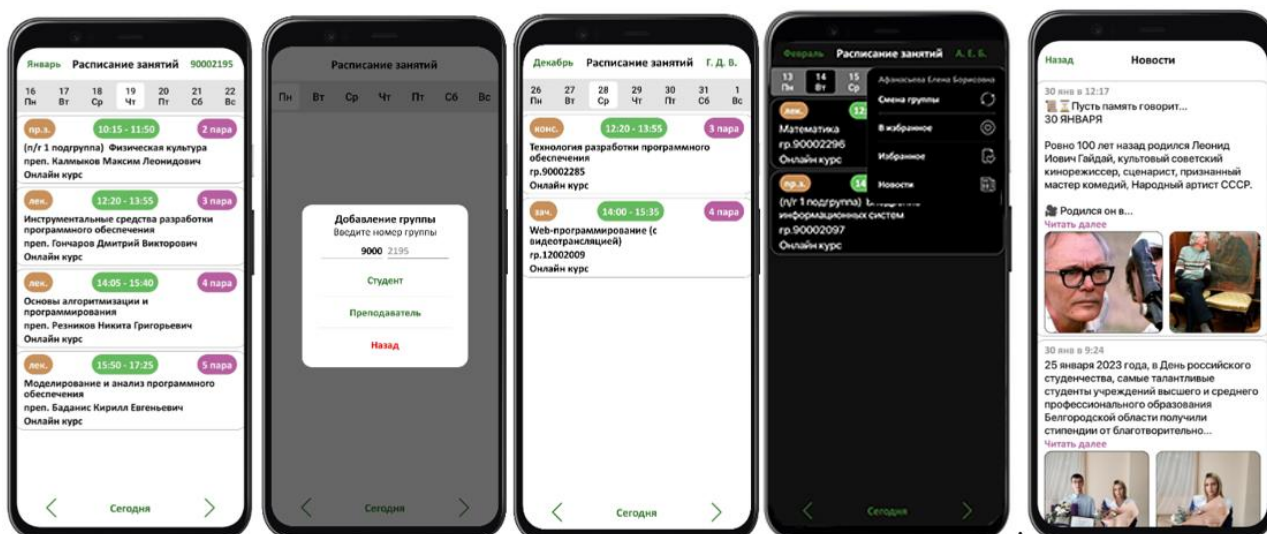 Январь Расписание занятий 90002195
16 17 18 19 20 21 22
Пн Вт Ср Чт Пт Сб Вс
пр.з. 10:15 - 11:50 2 пара
(п/г 1 подгруппа) Физическая культура
преп. Калмыков Максим Леонидович
Онлайн курс
лек. 12:20 - 13:55 3 пара
Инструментальные средства разработки
программного обеспечения
преп. Гончаров Дмитрий Викторович
Онлайн курс
лек. 14:05 - 15:40 4 пара
Основы алгоритмизации и
программирования
преп. Резников Никита Григорьевич
Онлайн курс
лек. 15:50 - 17:25 5 пара
Моделирование и анализ программного
обеспечения
преп. Баданис Кирилл Евгеньевич
Онлайн курс
Сегодня
Расписание занятий
Пн Вт Ср Чт Пт Сб Вс
Добавление группы
Введите номер группы
9000 2195
Студент
Преподаватель
Назад
Сегодня
Декабрь Расписание занятий Г. Д. В.
26 27 28 29 30 31 1
Пн Вт Ср Чт Пт Сб Вс
конс. 12:20 - 13:55 3 пара
Технология разработки программного
обеспечения
гр.90002285
Онлайн курс
зач. 14:00 - 15:35 4 пара
Web-программирование (с
видеотрансляцией)
гр.12002009
Онлайн курс
Сегодня
Февраль Расписание занятий А. Е. Б.
13 14 15
Пн Вт Ср
Афанасьева Елена Борисовна
Смена группы
В избранное
Избранное
Новости
лек. 12:
Математика
гр.90002296
Онлайн курс
пр.з. 14
(п/г 1 подгруппа)
информационных систем
гр.90002097
Онлайн курс
Сегодня
Назад Новости
30 янв в 12:17
Пусть память говорит...
30 ЯНВАРЯ
Ровно 100 лет назад родился Леонид
Иович Гайдай, культовый советский
кинорежиссер, сценарист, признанный
мастер комедий, Народный артист СССР.
Родился он в...
Читать далее
30 янв в 9:24
25 января 2023 года, в День российского
студенчества, самые талантливые
студенты учреждений высшего и среднего
профессионального образования
Белгородской области получили
стипендии от благотворительно...
Читать далее